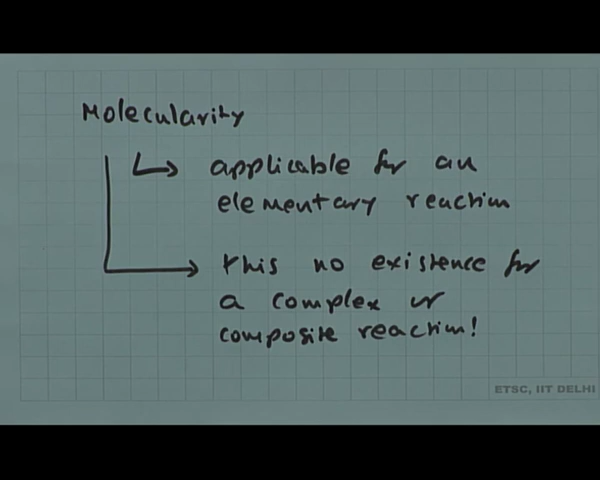 Molecularity
applicable for an
elementary reaction
this no existence for
a complex or
composite reaction!
ETSC, IIT DELHI